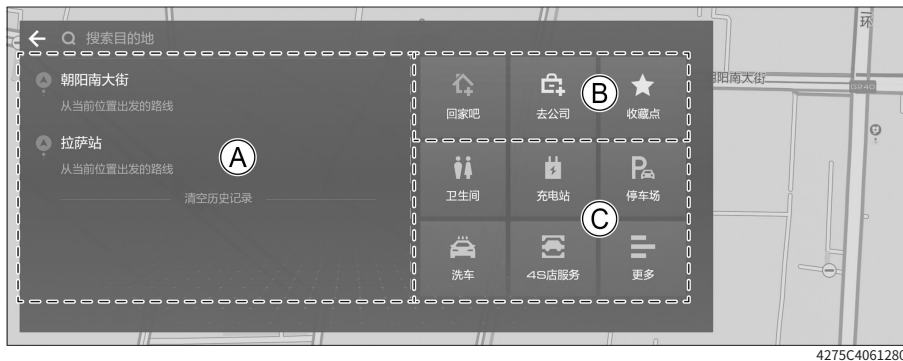 搜索目的地
朝阳南大街
从当前位置出发的路线
拉萨站
从当前位置出发的路线
清空历史记录
A
回家吧
去公司
收藏点
B
卫生间
充电站
停车场
C
洗车
4S店服务
更多
二环
朝阳南大街
G940
4275C4061280